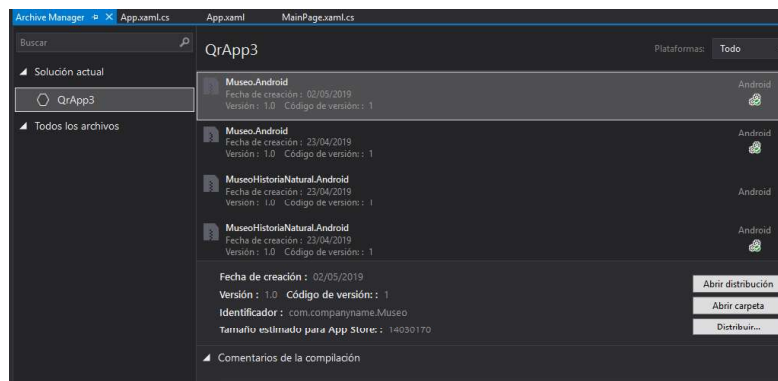 Archive Manager App.xaml.cs App.xaml MainPage.xaml.cs
Buscar
Solución actual
QrApp3
Todos los archivos
QrApp3
Plataformas: Todo
Museo.Android Android
Fecha de creación : 02/05/2019
Versión : 1.0 Código de versión: : 1
Museo.Android Android
Fecha de creación : 23/04/2019
Versión : 1.0 Código de versión: : 1
MuseoHistoriaNatural.Android
Fecha de creación : 23/04/2019 Android
Versión : 1.0 Código de versión: : 1
MuseoHistoriaNatural.Android Android
Fecha de creación : 23/04/2019
Versión : 1.0 Código de versión: : 1
Fecha de creación : 02/05/2019
Versión : 1.0 Código de versión: : 1
Identificador : com.companyname.Museo
Tamaño estimado para App Store: : 14030170
Abrir distribución
Abrir carpeta
Distribuir...
Comentarios de la compilación